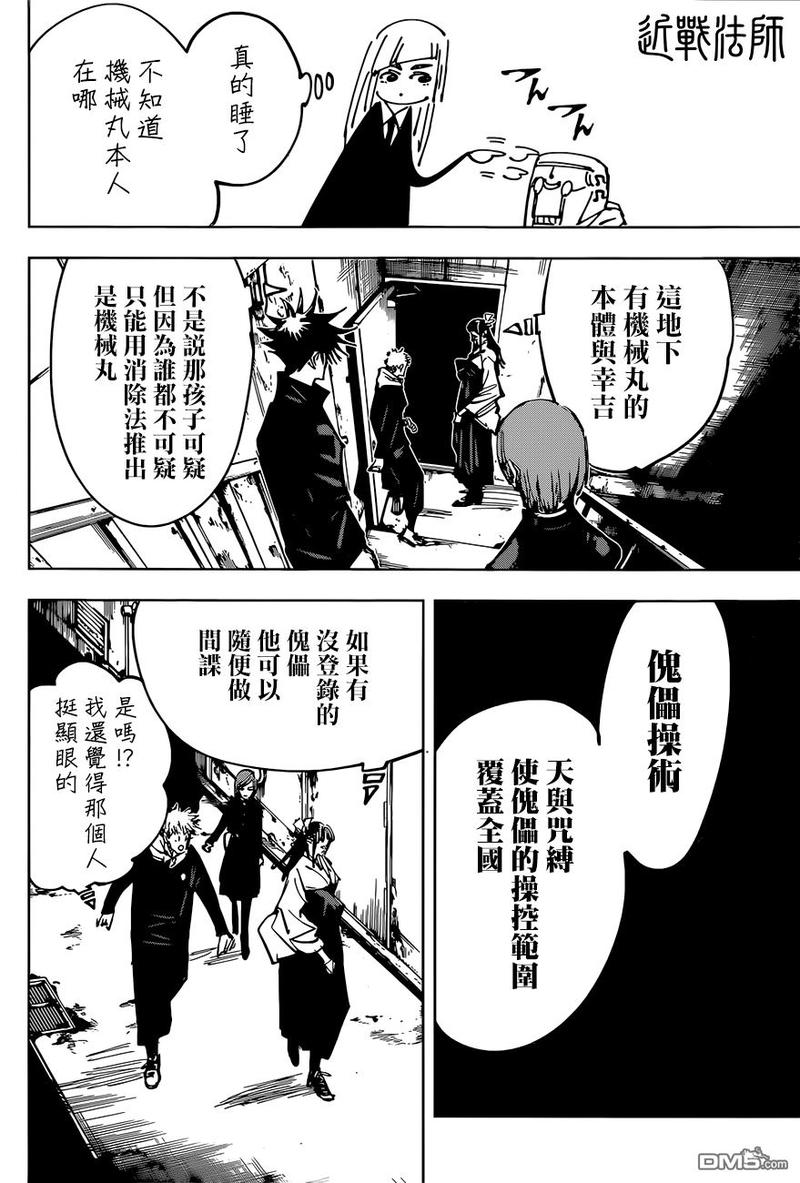 近戰法師
真的睡了
不知道
機械丸本人
在哪
這地下
有機械丸的
本體與幸吉
不是説那孩子可疑
但因為誰都不可疑
只能用消除法推出
是機械丸
傀儡操術
天與咒縛
使傀儡的操控範圍
覆蓋全國
如果有
沒登錄的
傀儡
他可以
隨便做
間諜
是嗎!?
我還覺得那個人
挺顯眼的
DM5.com